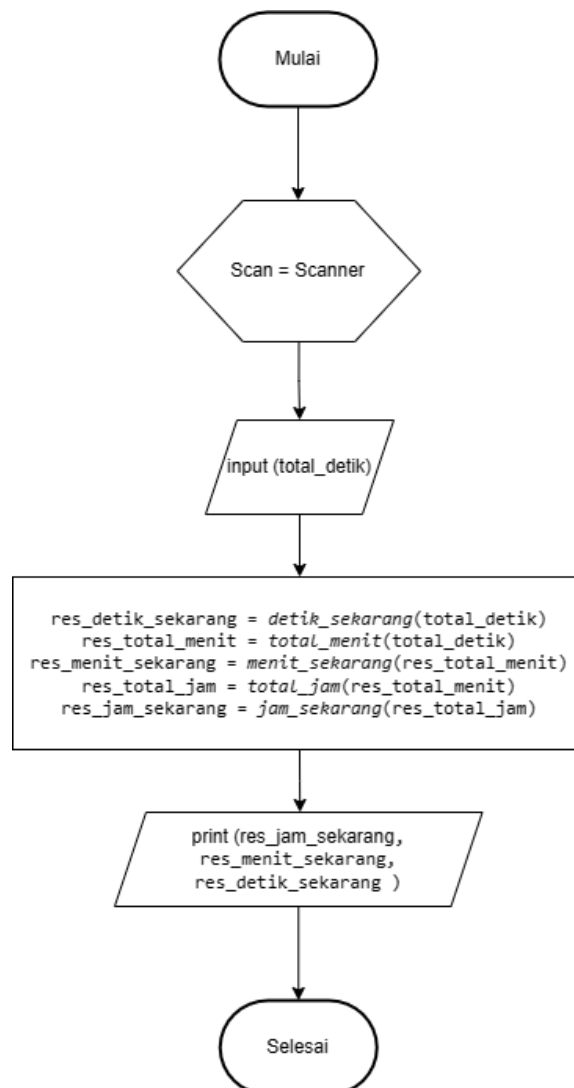 Mulai
Scan = Scanner
input (total_detik)
res_detik_sekarang = detik_sekarang(total_detik)
res_total_menit = total_menit(total_detik)
res_menit_sekarang = menit_sekarang(res_total_menit)
res_total_jam = total_jam(res_total_menit)
res_jam_sekarang = jam_sekarang(res_total_jam)
print (res_jam_sekarang,
res_menit_sekarang,
res_detik_sekarang )
Selesai